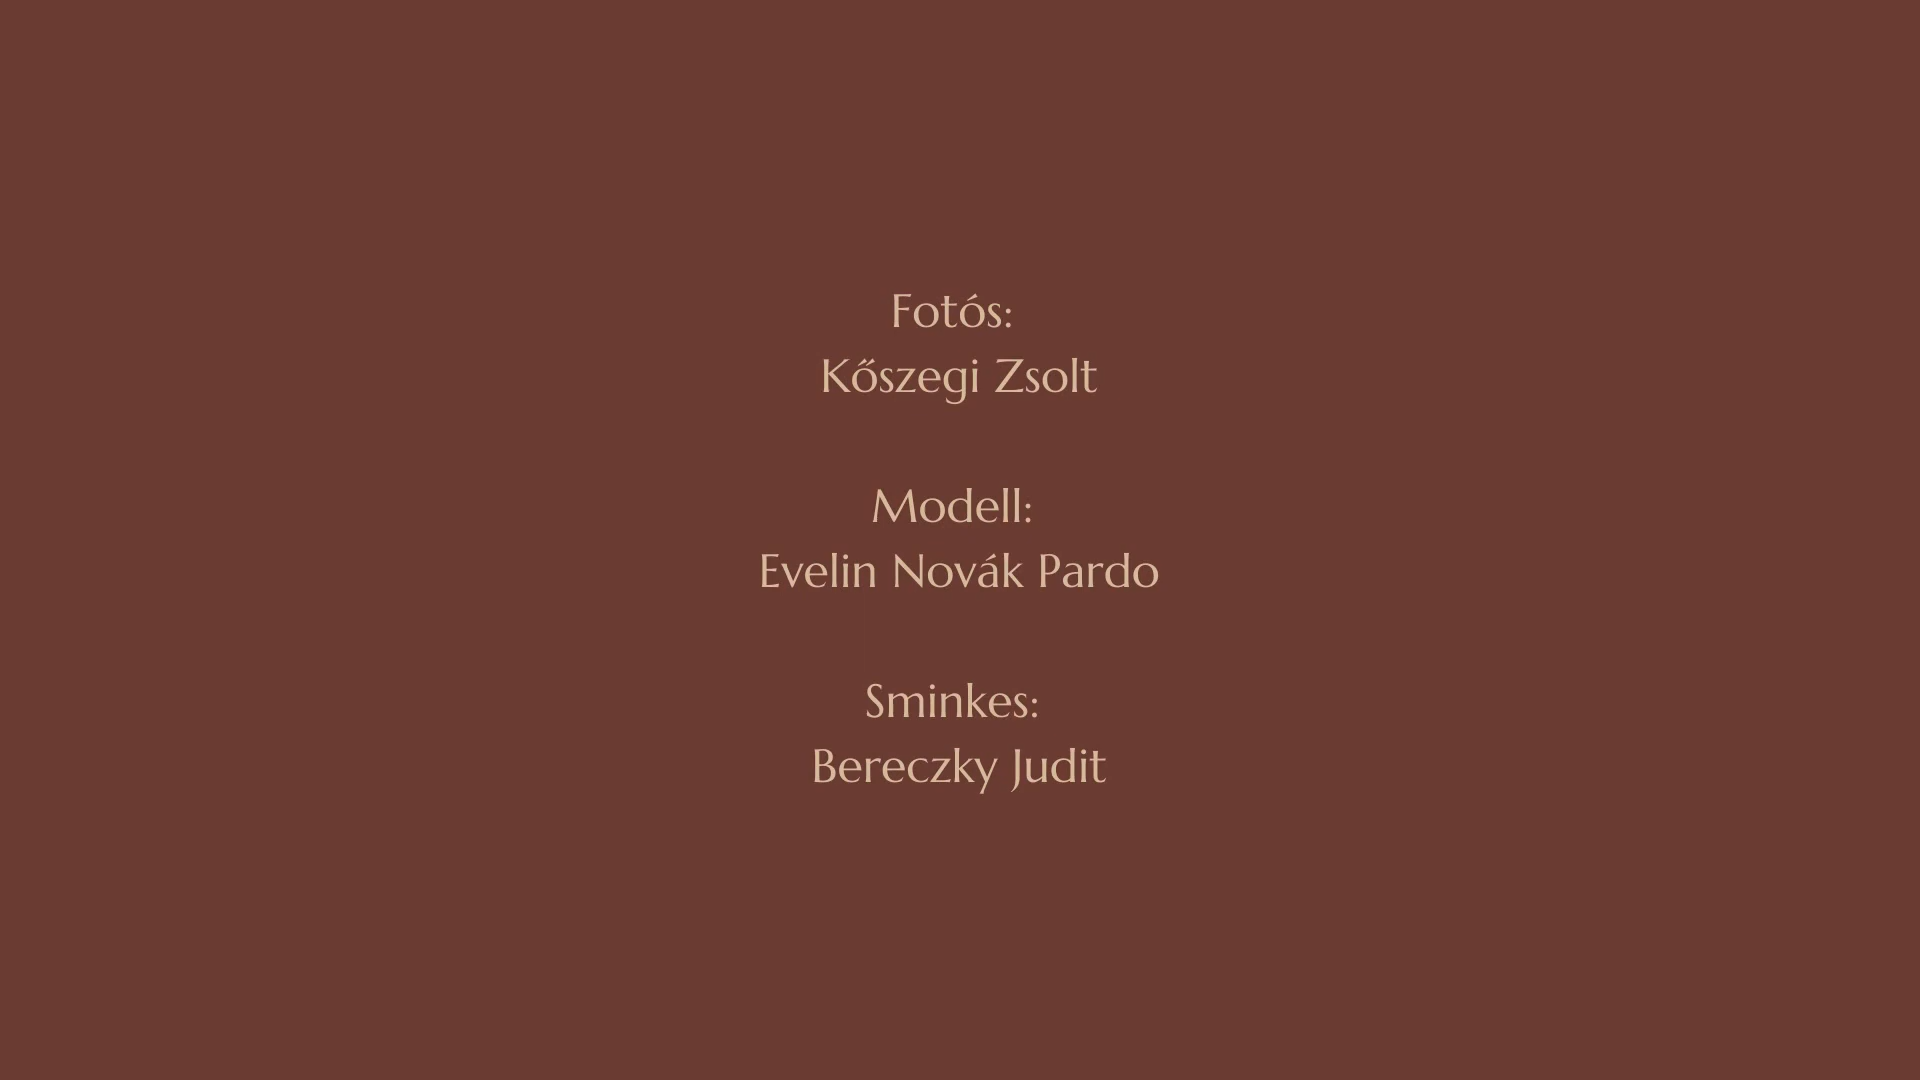 Fotós:
Kőszegi Zsolt
Modell:
Evelin Novák Pardo
Sminkes:
Bereczky Judit